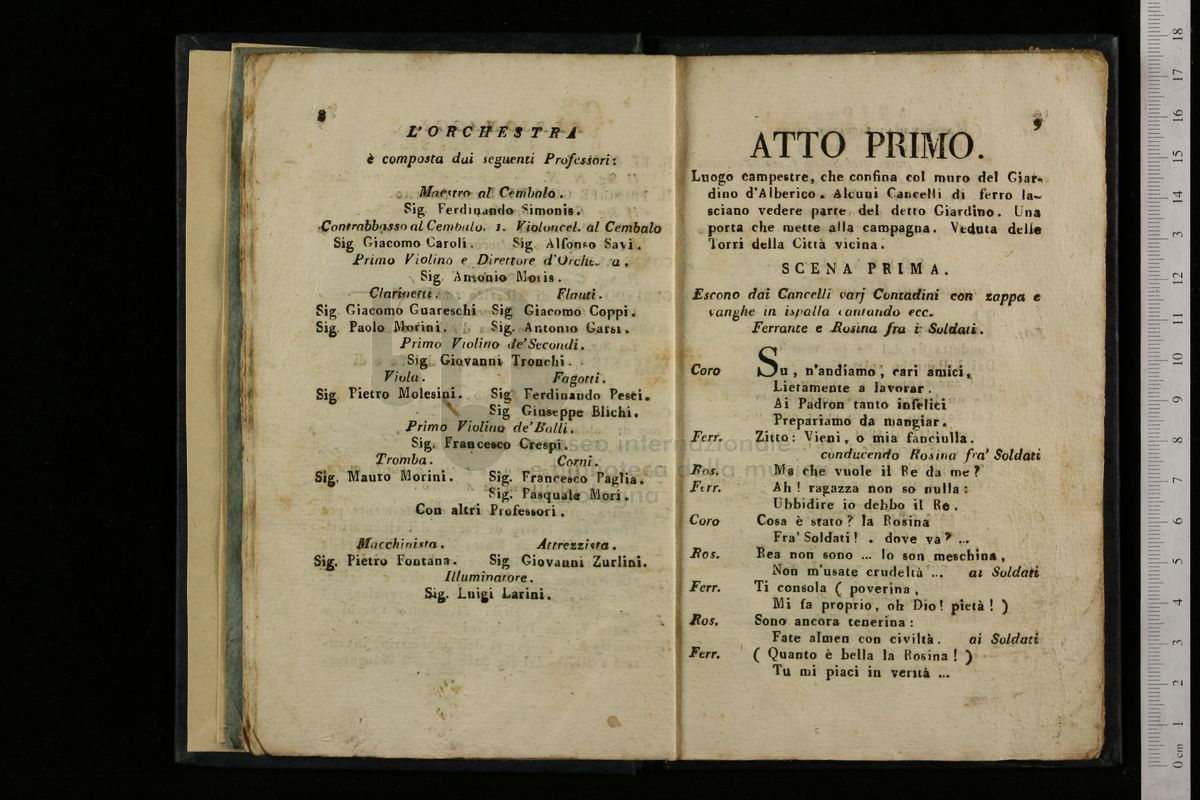 8
L'ORCHESTRA
è composta dai seguenti Professori:
Maestro al Cembalo.
Sig. Ferdinando Simonis.
Contrabbasso al Cembalo. 1. Violoncel. al Cembalo
Sig Giacomo Caroli. Sig Alfonso Savi.
Primo Violino e Direttore d'Orchestra.
Sig. Antonio Moris.
Clarinetti. Flauti.
Sig. Giacomo Guareschi Sig Giacomo Coppi.
Sig. Paolo Morini. Sig. Antonio Garsi.
Primo Violino de' Secondi.
Sig. Giovanni Tronchi.
Viola. Fagotti.
Sig. Pietro Molesini. Sig Ferdinando Pesci.
Sig Giuseppe Blichi.
Primo Violino de' Balli.
Sig. Francesco Crespi.
Tromba. Corni.
Sig. Mauro Morini. Sig. Francesco Paglia.
Sig. Pasquale Mori.
Con altri Professori.
Macchinista. Attrezzista.
Sig. Pietro Fontana. Sig Giovanni Zurlini.
Illuminatore.
Sig. Luigi Larini.
9
ATTO PRIMO.
Luogo campestre, che confina col muro del Giar-
dino d'Alberico. Alcuni Cancelli di ferro la-
sciano vedere parte del detto Giardino. Una
porta che mette alla campagna. Veduta delle
Torri della Città vicina.
SCENA PRIMA.
Escono dai Cancelli varj Contadini con zappa e
vanghe in ispalla cantando ecc.
Ferrante e Rosina fra i Soldati.
Coro Su, n'andiamo, cari amici,
Lietamente a lavorar.
Ai Padron tanto infelici
Prepariamo da mangiar.
Ferr. Zitto: Vieni, o mia fanciulla.
conducendo Rosina fra' Soldati
Ros. Ma che vuole il Re da me?
Ferr. Ah! ragazza non so nulla:
Ubbidire io debbo il Re.
Coro Cosa è stato? la Rosina
Fra' Soldati! . dove va? ...
Ros. Rea non sono ... Io son meschina,
Non m'usate crudeltà ... ai Soldati
Ferr. Ti consola ( poverina,
Mi fa proprio, oh Dio! pietà! )
Ros. Sono ancora tenerina:
Fate almen con civiltà. ai Soldati
Ferr. ( Quanto è bella la Rosina! )
Tu mi piaci in verità ...